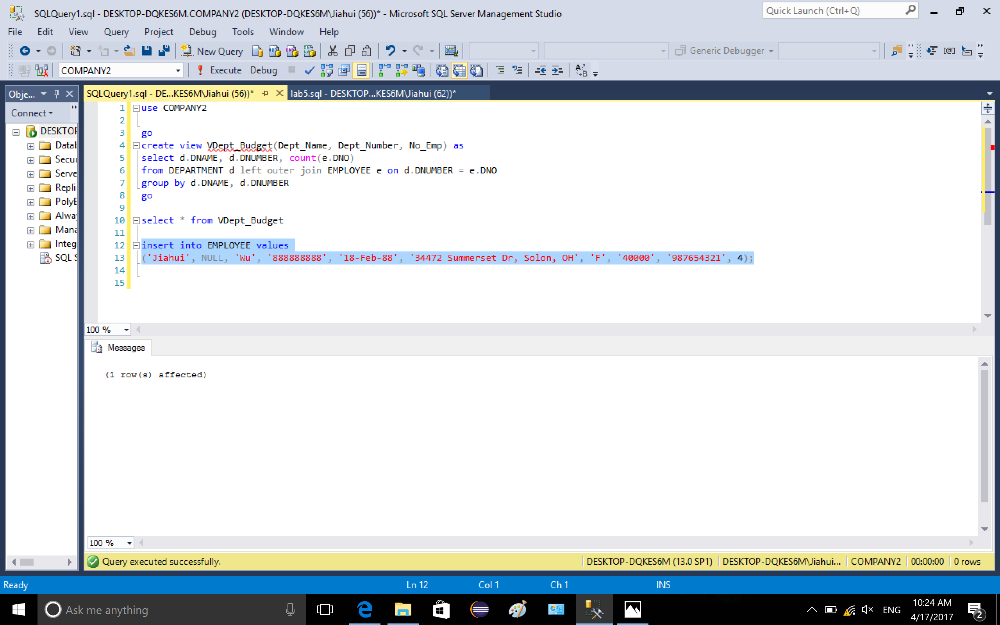 SQLQuery1.sql - DESKTOP-DQKES6M.COMPANY2 (DESKTOP-DQKES6M\Jiahui (56))* - Microsoft SQL Server Management Studio
Quick Launch (Ctrl+Q)
File Edit View Query Project Debug Tools Window Help
New Query
Generic Debugger
COMPANY2
Execute Debug
Obje...
SQLQuery1.sql - DE...KES6M\Jiahui (56))*
lab5.sql - DESKTOP...KES6M\Jiahui (62))*
Connect
DESKTOP
Datab
Secur
Serve
Repli
PolyB
Alway
Mana
Integ
SQL S
1 use COMPANY2
2
3 go
4 create view VDept_Budget(Dept_Name, Dept_Number, No_Emp) as
5 select d.DNAME, d.DNUMBER, count(e.DNO)
6 from DEPARTMENT d left outer join EMPLOYEE e on d.DNUMBER = e.DNO
7 group by d.DNAME, d.DNUMBER
8 go
9
10 select * from VDept_Budget
11
12 insert into EMPLOYEE values
13 ('Jiahui', NULL, 'Wu', '888888888', '18-Feb-88', '34472 Summerset Dr, Solon, OH', 'F', '40000', '987654321', 4);
14
15
100 %
Messages
(1 row(s) affected)
100 %
Query executed successfully.
DESKTOP-DQKES6M (13.0 SP1)
DESKTOP-DQKES6M\Jiahui...
COMPANY2
00:00:00
0 rows
Ready
Ln 12
Col 1
Ch 1
INS
Ask me anything
ENG
10:24 AM
4/17/2017
2